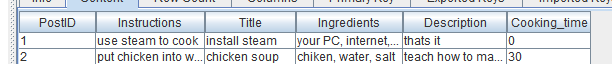 Info Content Row Count Columns Primary Key Exported Keys Imported Keys
PostID Instructions Title Ingredients Description Cooking_time
1 use steam to cook install steam your PC, internet,... thats it 0
2 put chicken into w... chicken soup chiken, water, salt teach how to ma... 30